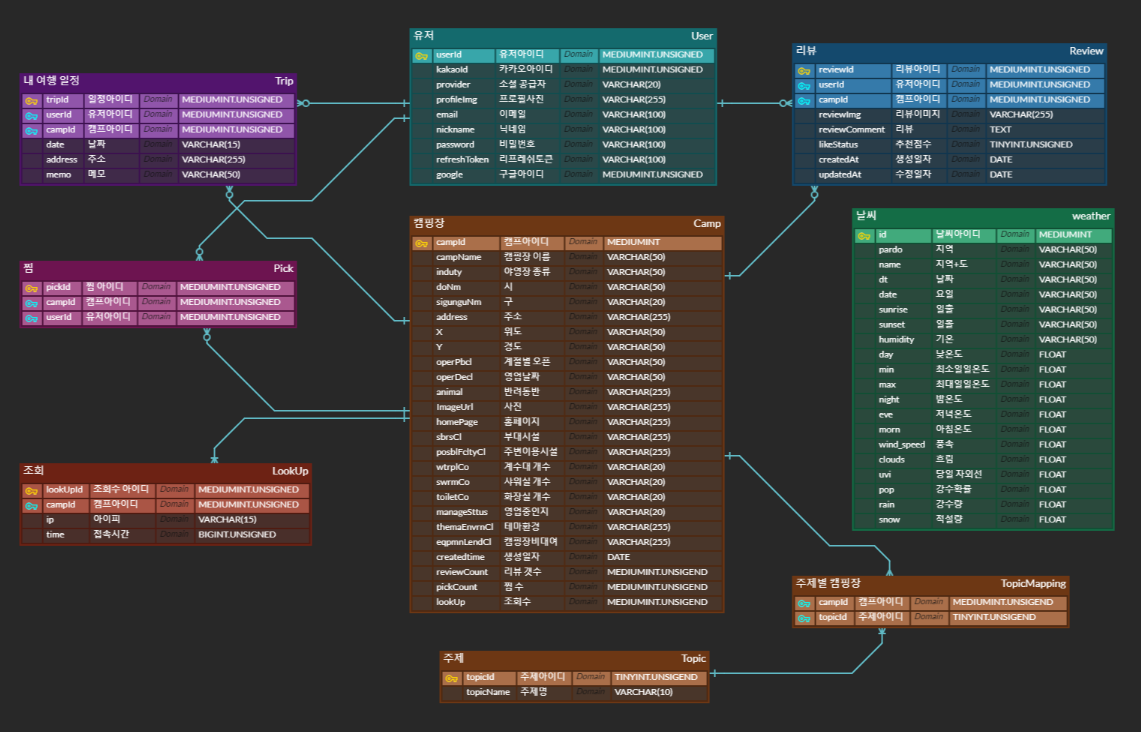 유저 User
userId 유저아이디 Domain MEDIUMINT.UNSIGNED
kakaoId 카카오아이디 Domain MEDIUMINT.UNSIGNED
provider 소셜 공급자 Domain VARCHAR(20)
profileImg 프로필사진 Domain VARCHAR(255)
email 이메일 Domain VARCHAR(100)
nickname 닉네임 Domain VARCHAR(100)
password 비밀번호 Domain VARCHAR(100)
refreshToken 리프레쉬토큰 Domain VARCHAR(100)
google 구글아이디 Domain MEDIUMINT.UNSIGNED
리뷰 Review
reviewId 리뷰아이디 Domain MEDIUMINT.UNSIGNED
userId 유저아이디 Domain MEDIUMINT.UNSIGNED
campId 캠프아이디 Domain MEDIUMINT.UNSIGNED
reviewImg 리뷰이미지 Domain VARCHAR(255)
reviewComment 리뷰 Domain TEXT
likeStatus 추천점수 Domain TINYINT.UNSIGNED
createdAt 생성일자 Domain DATE
updatedAt 수정일자 Domain DATE
내 여행 일정 Trip
tripId 일정아이디 Domain MEDIUMINT.UNSIGNED
userId 유저아이디 Domain MEDIUMINT.UNSIGNED
campId 캠프아이디 Domain MEDIUMINT.UNSIGNED
date 날짜 Domain VARCHAR(15)
address 주소 Domain VARCHAR(255)
memo 메모 Domain VARCHAR(50)
캠핑장 Camp
campId 캠프아이디 Domain MEDIUMINT
campName 캠핑장 이름 Domain VARCHAR(50)
induty 야영장 종류 Domain VARCHAR(50)
doNm 시 Domain VARCHAR(50)
sigunguNm 구 Domain VARCHAR(20)
address 주소 Domain VARCHAR(255)
X 위도 Domain VARCHAR(50)
Y 경도 Domain VARCHAR(50)
operPbcl 계절별 오픈 Domain VARCHAR(50)
operDecl 영업날짜 Domain VARCHAR(50)
animal 반려동반 Domain VARCHAR(255)
ImageUrl 사진 Domain VARCHAR(255)
homePage 홈페이지 Domain VARCHAR(255)
sbrsCl 부대시설 Domain VARCHAR(255)
posblFcltyCl 주변이용시설 Domain VARCHAR(255)
wtrplCo 계수대 개수 Domain VARCHAR(20)
swrmCo 샤워실 개수 Domain VARCHAR(20)
toiletCo 화장실 개수 Domain VARCHAR(20)
manageSttus 영업중인지 Domain VARCHAR(20)
themaEnvrnCl 테마환경 Domain VARCHAR(255)
eqpmnLendCl 캠핑장비대여 Domain VARCHAR(255)
createdtime 생성일자 Domain DATE
reviewCount 리뷰 갯수 Domain MEDIUMINT.UNSIGEND
pickCount 찜 수 Domain MEDIUMINT.UNSIGEND
lookUp 조회수 Domain MEDIUMINT.UNSIGEND
날씨 weather
id 날씨아이디 Domain MEDIUMINT
pardo 지역 Domain VARCHAR(50)
name 지역+도 Domain VARCHAR(50)
dt 날짜 Domain VARCHAR(50)
date 요일 Domain VARCHAR(50)
sunrise 일출 Domain VARCHAR(50)
sunset 일몰 Domain VARCHAR(50)
humidity 기온 Domain VARCHAR(50)
day 낮온도 Domain FLOAT
min 최소일일온도 Domain FLOAT
max 최대일일온도 Domain FLOAT
night 밤온도 Domain FLOAT
eve 저녁온도 Domain FLOAT
morn 아침온도 Domain FLOAT
wind_speed 풍속 Domain FLOAT
clouds 흐림 Domain FLOAT
uvi 당일 자외선 Domain FLOAT
pop 강수확률 Domain FLOAT
rain 강수량 Domain FLOAT
snow 적설량 Domain FLOAT
찜 Pick
pickId 찜 아이디 Domain MEDIUMINT.UNSIGNED
campId 캠프아이디 Domain MEDIUMINT.UNSIGNED
userId 유저아이디 Domain MEDIUMINT.UNSIGNED
조회 LookUp
lookUpId 조회수 아이디 Domain MEDIUMINT.UNSIGNED
campId 캠프아이디 Domain MEDIUMINT.UNSIGNED
ip 아이피 Domain VARCHAR(15)
time 접속시간 Domain BIGINT.UNSIGNED
주제별 캠핑장 TopicMapping
campId 캠프아이디 Domain MEDIUMINT.UNSIGEND
topicId 주제아이디 Domain TINYINT.UNSIGEND
주제 Topic
topicId 주제아이디 Domain TINYINT.UNSIGEND
topicName 주제명 Domain VARCHAR(10)